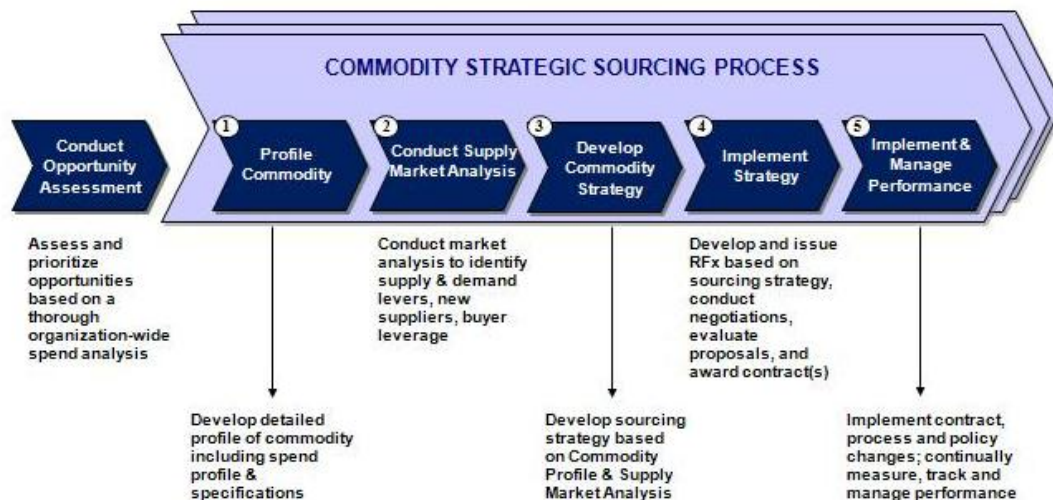 COMMODITY STRATEGIC SOURCING PROCESS
Conduct
Opportunity
Assessment
1
Profile
Commodity
2
Conduct Supply
Market Analysis
3
Develop
Commodity
Strategy
4
Implement
Strategy
5
Implement &
Manage
Performance
Assess and
prioritize
opportunities
based on a
thorough
organization-wide
spend analysis
Develop detailed
profile of commodity
including spend
profile &
specifications
Conduct market
analysis to identify
supply & demand
levers, new
suppliers, buyer
leverage
Develop sourcing
strategy based
on Commodity
Profile & Supply
Market Analysis
Develop and issue
RFx based on
sourcing strategy,
conduct
negotiations,
evaluate
proposals, and
award contract(s)
Implement contract,
process and policy
changes; continually
measure, track and
manage perfomance